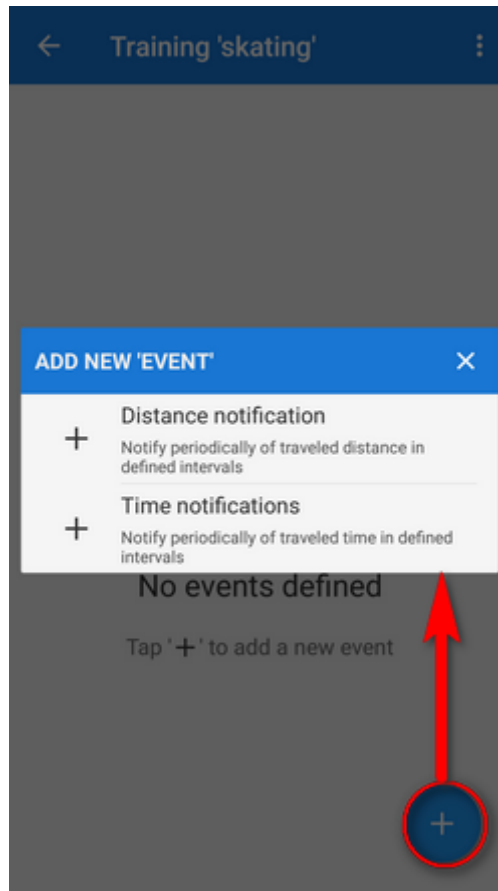 Training 'skating'
ADD NEW 'EVENT'
Distance notification
Notify periodically of traveled distance in
defined intervals
Time notifications
Notify periodically of traveled time in defined
intervals
No events defined
Tap '+' to add a new event